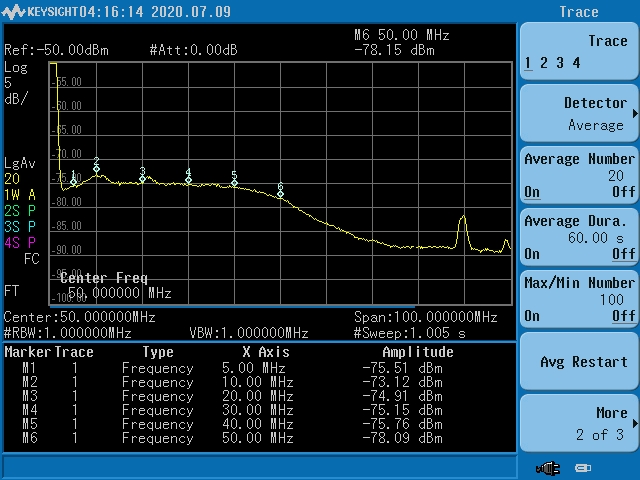 KEYSIGHT 04:16:14 2020.07.09
Trace
M6 50.00 MHz
Ref:-50.00dBm #Att:0.00dB -78.15 dBm
Log
5
dB/
LgAv
20
1W A
2S P
3S P
4S P
FC
FT
-55.00
-60.00
-65.00
-70.00
-75.00
-80.00
-85.00
-90.00
-95.00
-100.00
1 2 3 4 5 6
Center Freq
50.000000 MHz
Center:50.000000MHz Span:100.000000MHz
#RBW:1.000000MHz VBW:1.000000MHz #Sweep:1.005 s
Marker Trace Type X Axis Amplitude
M1 1 Frequency 5.00 MHz -75.51 dBm
M2 1 Frequency 10.00 MHz -73.12 dBm
M3 1 Frequency 20.00 MHz -74.91 dBm
M4 1 Frequency 30.00 MHz -75.15 dBm
M5 1 Frequency 40.00 MHz -75.76 dBm
M6 1 Frequency 50.00 MHz -78.09 dBm
Trace
1 2 3 4
Detector
Average
Average Number
20
On Off
Average Dura.
60.00 s
On Off
Max/Min Number
100
On Off
Avg Restart
More
2 of 3